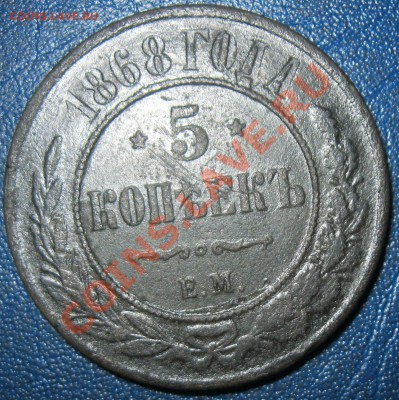 COINS.LAVE.RU
1868 ГОДА
5
КОПѢЕКЪ
Е.М.
COINS.LAVE.RU